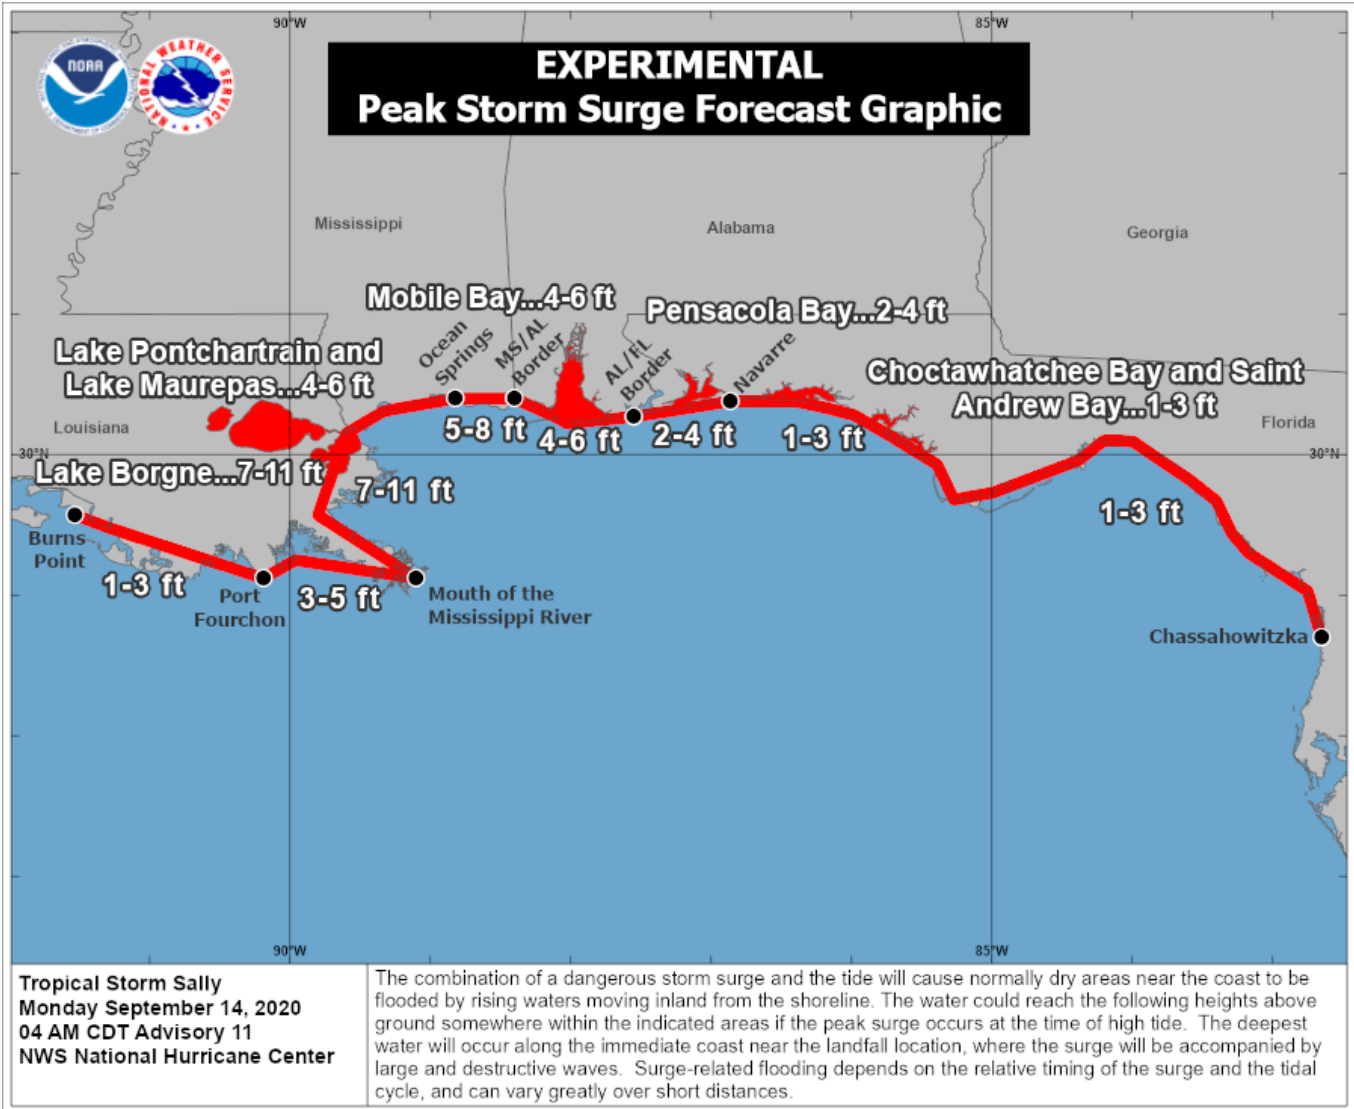 90°W
85°W
NOAA
NATIONAL WEATHER SERVICE
EXPERIMENTAL
Peak Storm Surge Forecast Graphic
Mississippi
Alabama
Georgia
Mobile Bay...4-6 ft
Pensacola Bay...2-4 ft
Ocean
Springs
MS/AL
Border
AL/FL
Border
Navarre
Lake Pontchartrain and
Lake Maurepas...4-6 ft
Choctawhatchee Bay and Saint
Andrew Bay...1-3 ft
Louisiana
Florida
5-8 ft
4-6 ft
2-4 ft
1-3 ft
30°N
30°N
Lake Borgne...7-11 ft
7-11 ft
1-3 ft
Burns
Point
1-3 ft
Port
Fourchon
3-5 ft
Mouth of the
Mississippi River
Chassahowitzka
90°W
85°W
Tropical Storm Sally
Monday September 14, 2020
04 AM CDT Advisory 11
NWS National Hurricane Center
The combination of a dangerous storm surge and the tide will cause normally dry areas near the coast to be
flooded by rising waters moving inland from the shoreline. The water could reach the following heights above
ground somewhere within the indicated areas if the peak surge occurs at the time of high tide. The deepest
water will occur along the immediate coast near the landfall location, where the surge will be accompanied by
large and destructive waves. Surge-related flooding depends on the relative timing of the surge and the tidal
cycle, and can vary greatly over short distances.